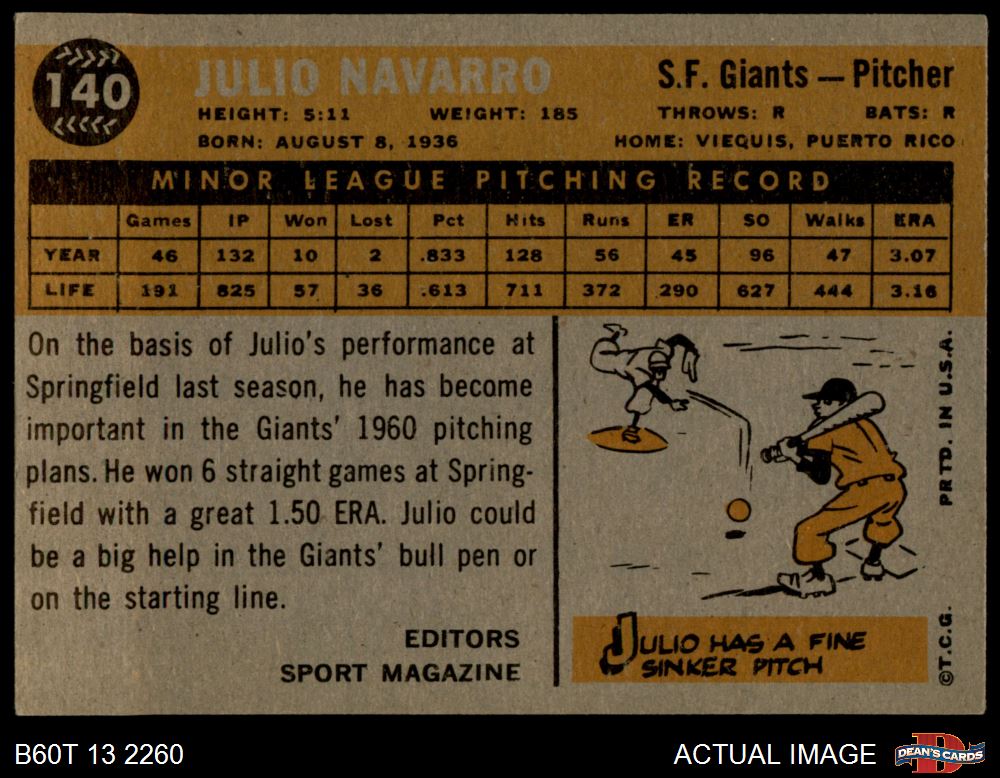 140
JULIO NAVARRO
S.F. Giants — Pitcher
HEIGHT: 5:11 WEIGHT: 185 THROWS: R BATS: R
BORN: AUGUST 8, 1936 HOME: VIEQUIS, PUERTO RICO
MINOR LEAGUE PITCHING RECORD
Games IP Won Lost Pct Hits Runs ER SO Walks ERA
YEAR 46 132 10 2 .833 128 56 45 96 47 3.07
LIFE 191 825 57 36 .613 711 372 290 627 444 3.16
On the basis of Julio's performance at
Springfield last season, he has become
important in the Giants' 1960 pitching
plans. He won 6 straight games at Spring-
field with a great 1.50 ERA. Julio could
be a big help in the Giants' bull pen or
on the starting line.
EDITORS
SPORT MAGAZINE
JULIO HAS A FINE
SINKER PITCH
©T.C.G. PRTD. IN U.S.A.
B60T 13 2260
ACTUAL IMAGE
DEAN'S CARDS